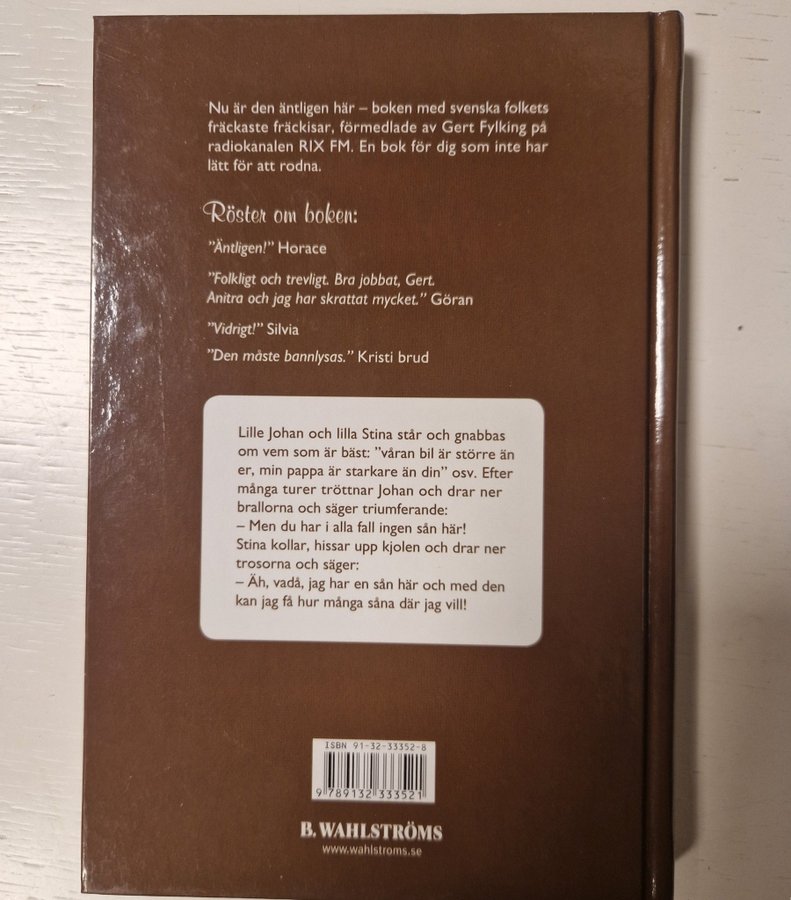 Nu är den äntligen här – boken med svenska folkets
fräckaste fräckisar, förmedlade av Gert Fylking på
radiokanalen RIX FM. En bok för dig som inte har
lätt för att rodna.
Röster om boken:
”Äntligen!” Horace
”Folkligt och trevligt. Bra jobbat, Gert.
Anitra och jag har skrattat mycket.” Göran
”Vidrigt!” Silvia
”Den måste bannlysas.” Kristi brud
Lille Johan och lilla Stina står och gnabbas
om vem som är bäst: ”våran bil är större än
er, min pappa är starkare än din” osv. Efter
många turer tröttnar Johan och drar ner
brallorna och säger triumferande:
– Men du har i alla fall ingen sån här!
Stina kollar, hissar upp kjolen och drar ner
trosorna och säger:
– Äh, vadå, jag har en sån här och med den
kan jag få hur många såna där jag vill!
ISBN 91-32-33352-8
9 789132 333521
B. WAHLSTRÖMS
www.wahlstroms.se